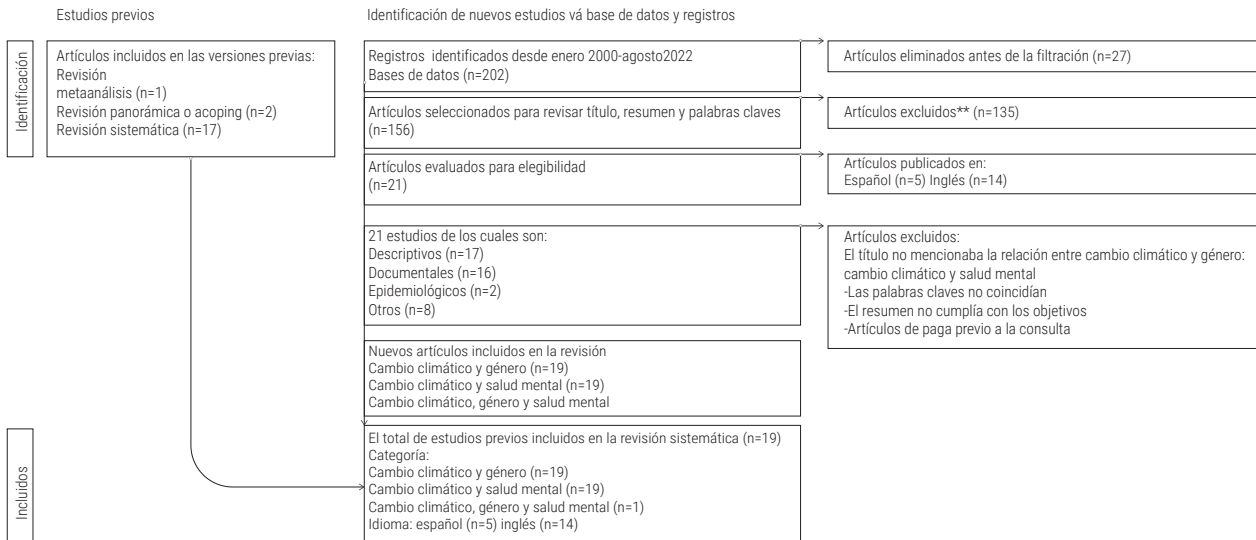 Estudios previos
Identificación de nuevos estudios vá base de datos y registros
Identificación
Artículos incluidos en las versiones previas:
Revisión
metaanálisis (n=1)
Revisión panorámica o acoping (n=2)
Revisión sistemática (n=17)
Registros identificados desde enero 2000-agosto2022
Bases de datos (n=202)
Artículos eliminados antes de la filtración (n=27)
Artículos seleccionados para revisar título, resumen y palabras claves
(n=156)
Artículos excluidos** (n=135)
Artículos evaluados para elegibilidad
(n=21)
Artículos publicados en:
Español (n=5) Inglés (n=14)
21 estudios de los cuales son:
Descriptivos (n=17)
Documentales (n=16)
Epidemiológicos (n=2)
Otros (n=8)
Artículos excluidos:
El título no mencionaba la relación entre cambio climático y género:
cambio climático y salud mental
-Las palabras claves no coincidían
-El resumen no cumplía con los objetivos
-Artículos de paga previo a la consulta
Nuevos artículos incluidos en la revisión
Cambio climático y género (n=19)
Cambio climático y salud mental (n=19)
Cambio climático, género y salud mental
Incluidos
El total de estudios previos incluidos en la revisión sistemática (n=19)
Categoría:
Cambio climático y género (n=19)
Cambio climático y salud mental (n=19)
Cambio climático, género y salud mental (n=1)
Idioma: español (n=5) inglés (n=14)